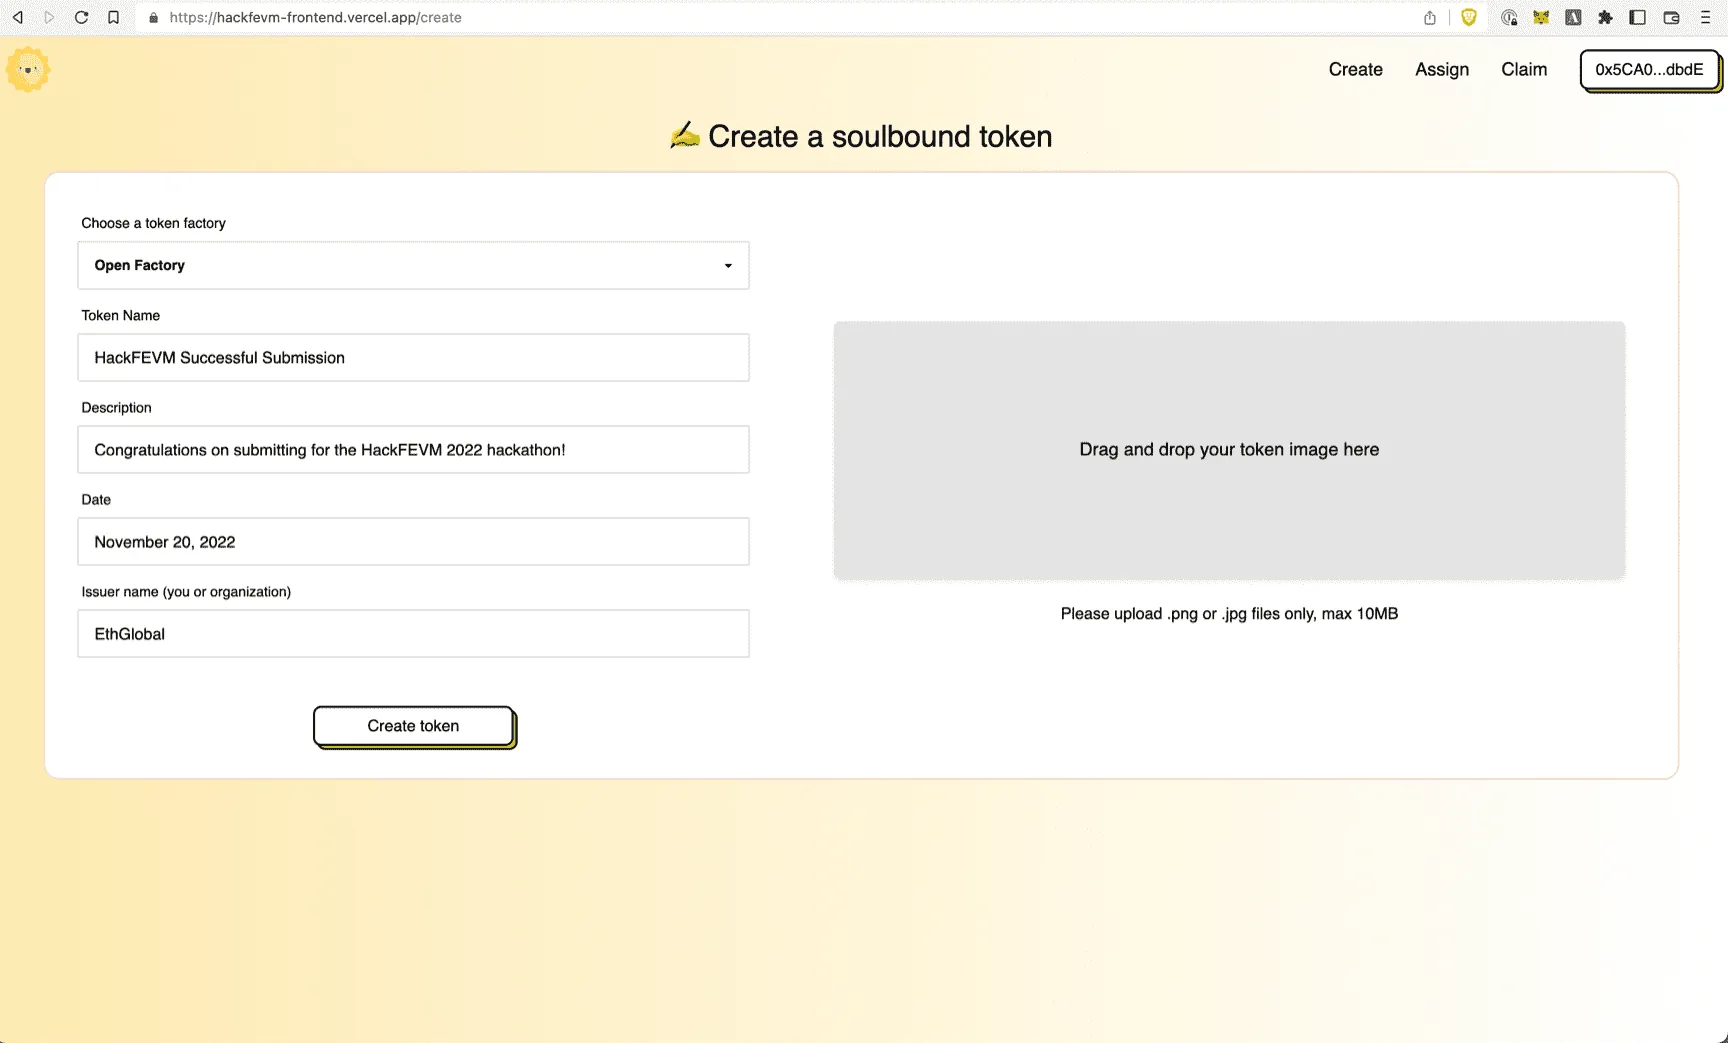 https://hackfevm-frontend.vercel.app/create
Create Assign Claim 0x5CA0...dbdE
✍️ Create a soulbound token
Choose a token factory
Open Factory
Token Name
HackFEVM Successful Submission
Description
Congratulations on submitting for the HackFEVM 2022 hackathon!
Date
November 20, 2022
Issuer name (you or organization)
EthGlobal
Create token
Drag and drop your token image here
Please upload .png or .jpg files only, max 10MB